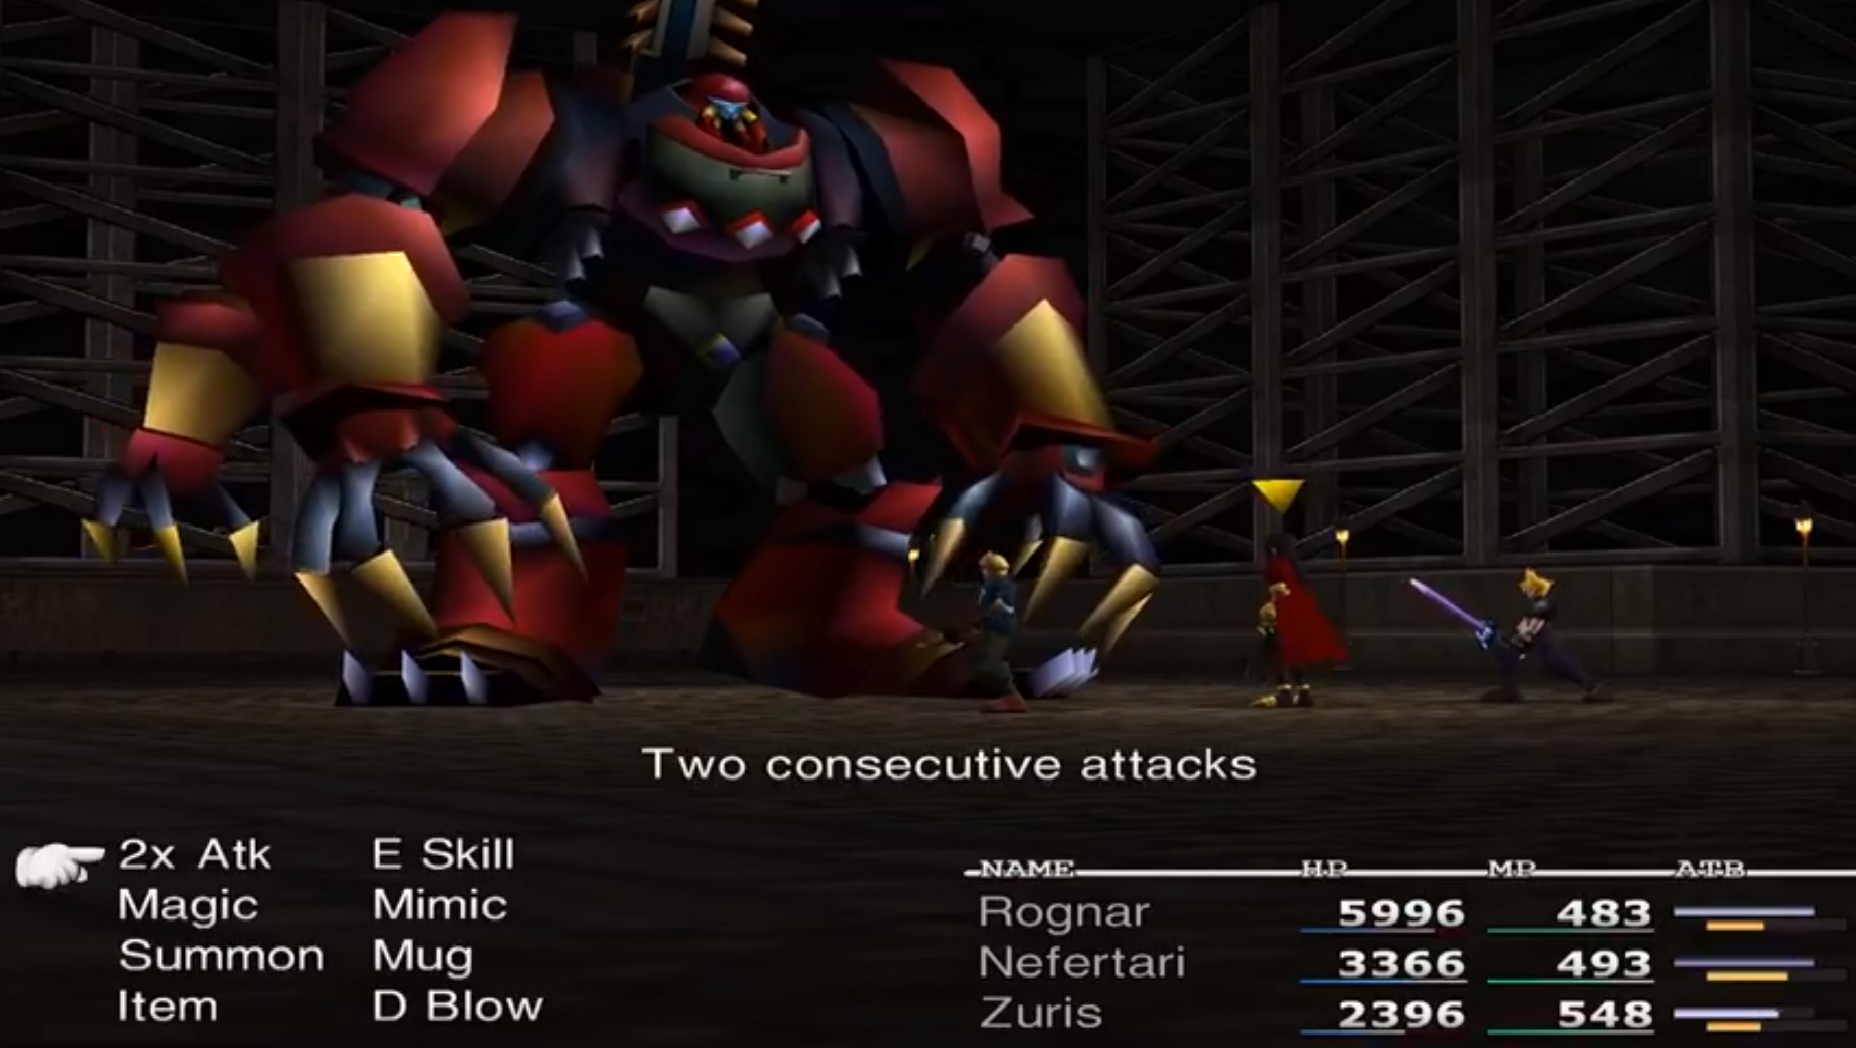 Two consecutive attacks
2x Atk E Skill
Magic Mimic
Summon Mug
Item D Blow
NAME HP MP ATB
Rognar 5996 483
Nefertari 3366 493
Zuris 2396 548